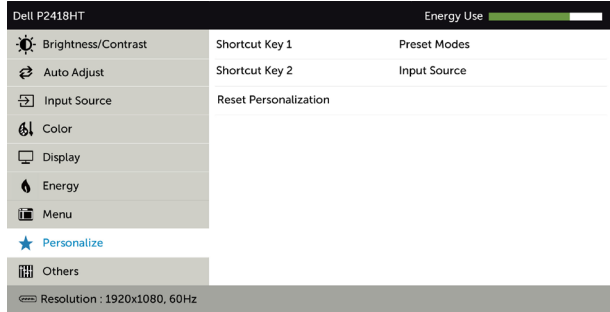 Dell P2418HT Energy Use
Brightness/Contrast Shortcut Key 1 Preset Modes
Auto Adjust Shortcut Key 2 Input Source
Input Source Reset Personalization
Color
Display
Energy
Menu
Personalize
Others
Resolution : 1920x1080, 60Hz